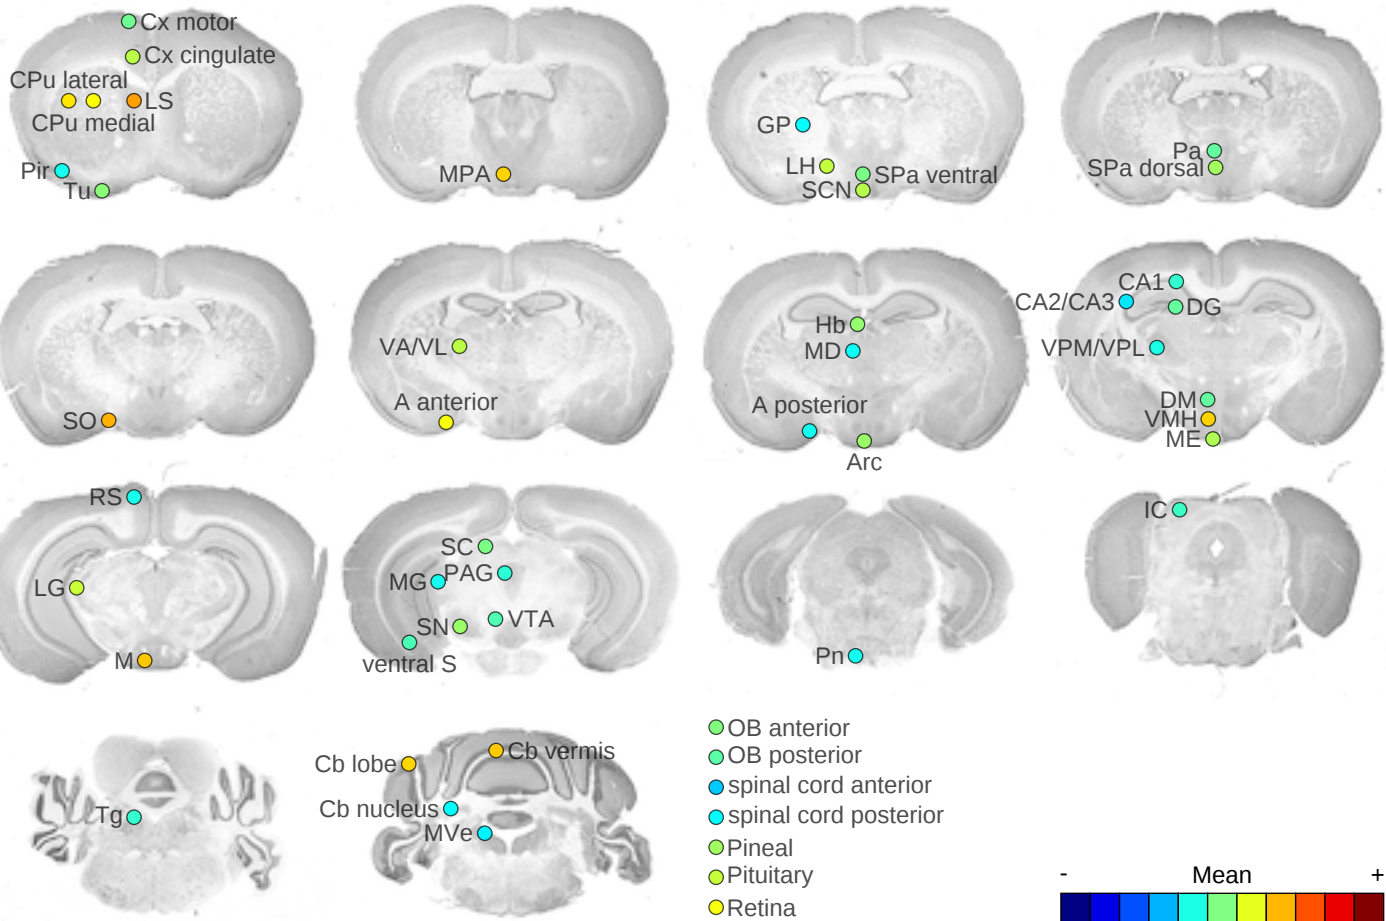 Cx motor
Cx cingulate
CPu lateral
LS
CPu medial
Pir
Tu
MPA
GP
LH
SPa ventral
SCN
Pa
SPa dorsal
SO
VA/VL
A anterior
Hb
MD
A posterior
Arc
CA1
CA2/CA3
DG
VPM/VPL
DM
VMH
ME
RS
LG
M
SC
MG
PAG
SN
VTA
ventral S
Pn
IC
Tg
Cb lobe
Cb vermis
Cb nucleus
MVe
OB anterior
OB posterior
spinal cord anterior
spinal cord posterior
Pineal
Pituitary
Retina
- Mean +